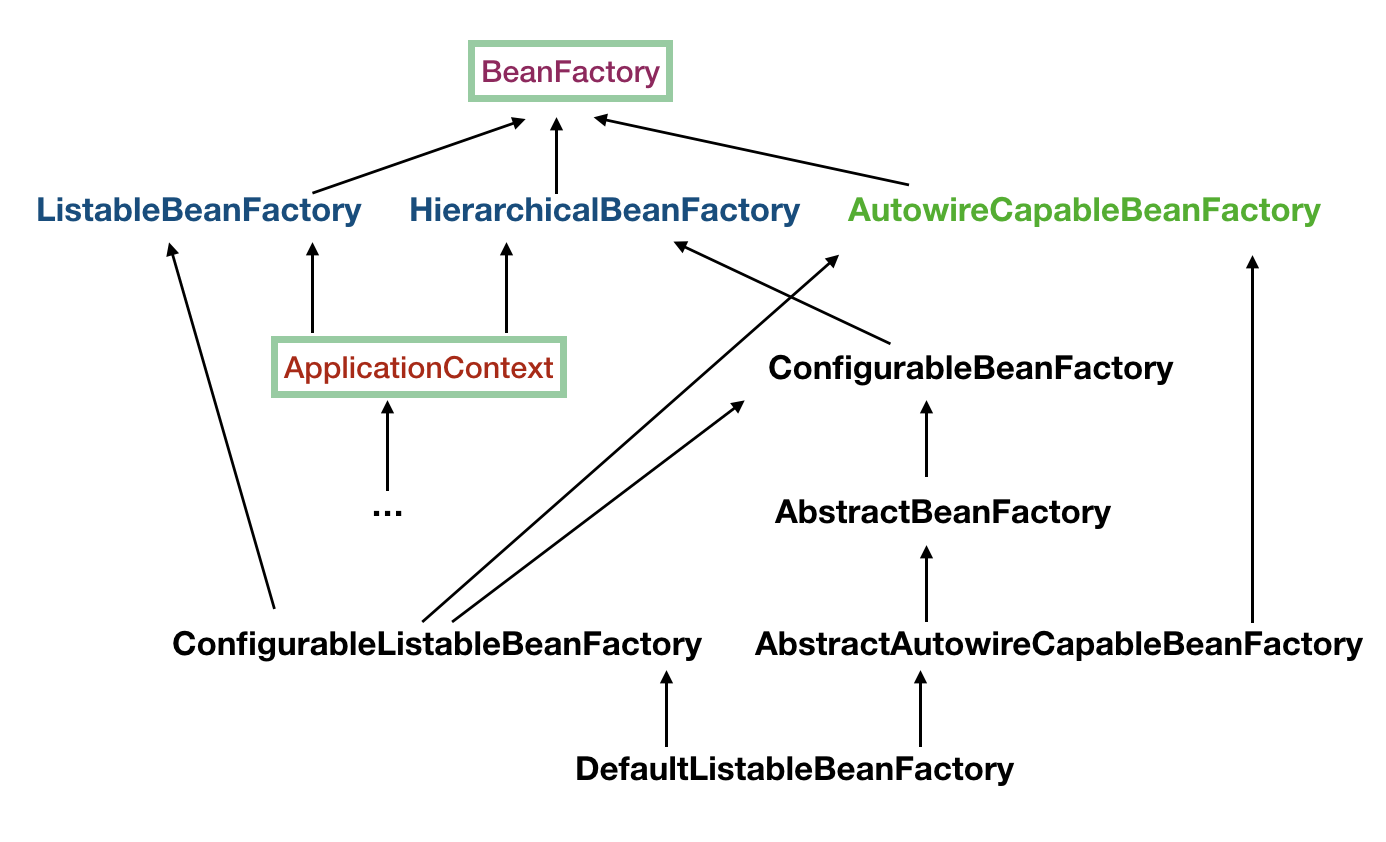 BeanFactory
ListableBeanFactory
HierarchicalBeanFactory
AutowireCapableBeanFactory
ApplicationContext
ConfigurableBeanFactory
...
AbstractBeanFactory
ConfigurableListableBeanFactory
AbstractAutowireCapableBeanFactory
DefaultListableBeanFactory